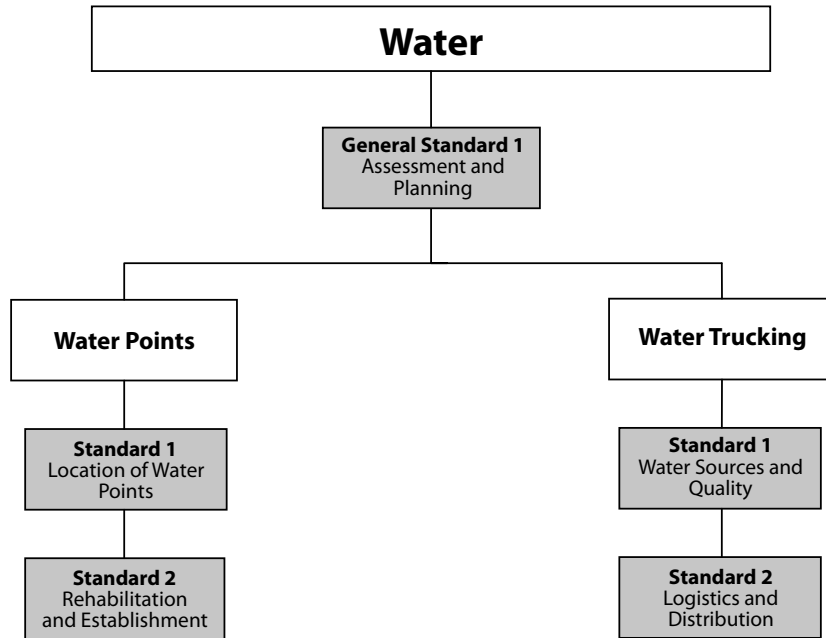 Water
General Standard 1
Assessment and
Planning
Water Points
Water Trucking
Standard 1
Location of Water
Points
Standard 1
Water Sources and
Quality
Standard 2
Rehabilitation
and Establishment
Standard 2
Logistics and
Distribution